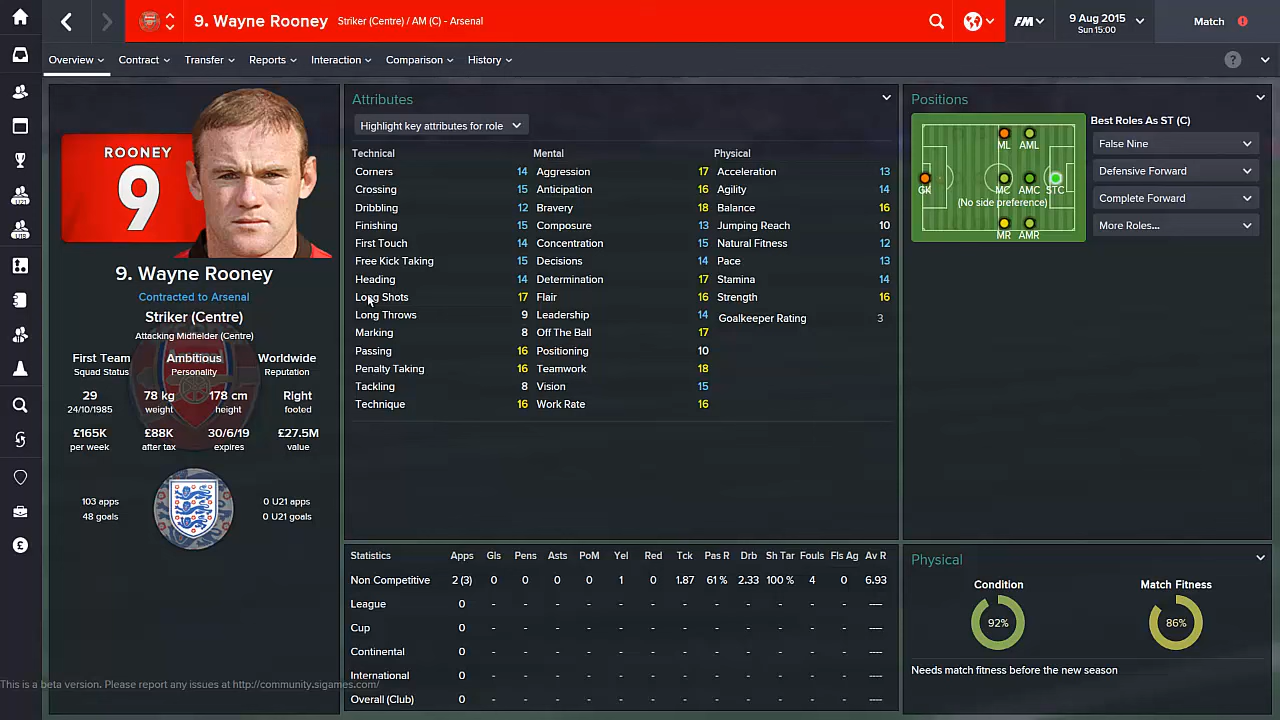 9. Wayne Rooney Striker (Centre) / AM (C) - Arsenal FM 9 Aug 2015 Sun 15:00 Match
Overview Contract Transfer Reports Interaction Comparison History ?
ROONEY
9
9. Wayne Rooney
Contracted to Arsenal
Striker (Centre)
Attacking Midfielder (Centre)
First Team Ambitious Worldwide
Squad Status Personality Reputation
29 78 kg 178 cm Right
24/10/1985 weight height footed
£165K £88K 30/6/19 £27.5M
per week after tax expires value
103 apps 0 U21 apps
48 goals 0 U21 goals
Attributes
Highlight key attributes for role
Technical Mental Physical
Corners 14 Aggression 17 Acceleration 13
Crossing 15 Anticipation 16 Agility 14
Dribbling 12 Bravery 18 Balance 16
Finishing 15 Composure 13 Jumping Reach 10
First Touch 14 Concentration 15 Natural Fitness 12
Free Kick Taking 15 Decisions 14 Pace 13
Heading 14 Determination 17 Stamina 14
Long Shots 17 Flair 16 Strength 16
Long Throws 9 Leadership 14 Goalkeeper Rating 3
Marking 8 Off The Ball 17
Passing 16 Positioning 10
Penalty Taking 16 Teamwork 18
Tackling 8 Vision 15
Technique 16 Work Rate 16
Positions
ML AML
GK MC AMC STC
(No side preference)
MR AMR
Best Roles As ST (C)
False Nine
Defensive Forward
Complete Forward
More Roles...
Statistics Apps Gls Pens Asts PoM Yel Red Tck Pas R Drb Sh Tar Fouls Fls Ag Av R
Non Competitive 2 (3) 0 0 0 0 1 0 1.87 61 % 2.33 100 % 4 0 6.93
League 0 - - - - - - - - - - - - ----
Cup 0 - - - - - - - - - - - - ----
Continental 0 - - - - - - - - - - - - ----
International 0 - - - - - - - - - - - - ----
Overall (Club) 0 - - - - - - - - - - - - ----
Physical
Condition Match Fitness
92% 86%
Needs match fitness before the new season
This is a beta version. Please report any issues at http://community.sigames.com/
U21
U18